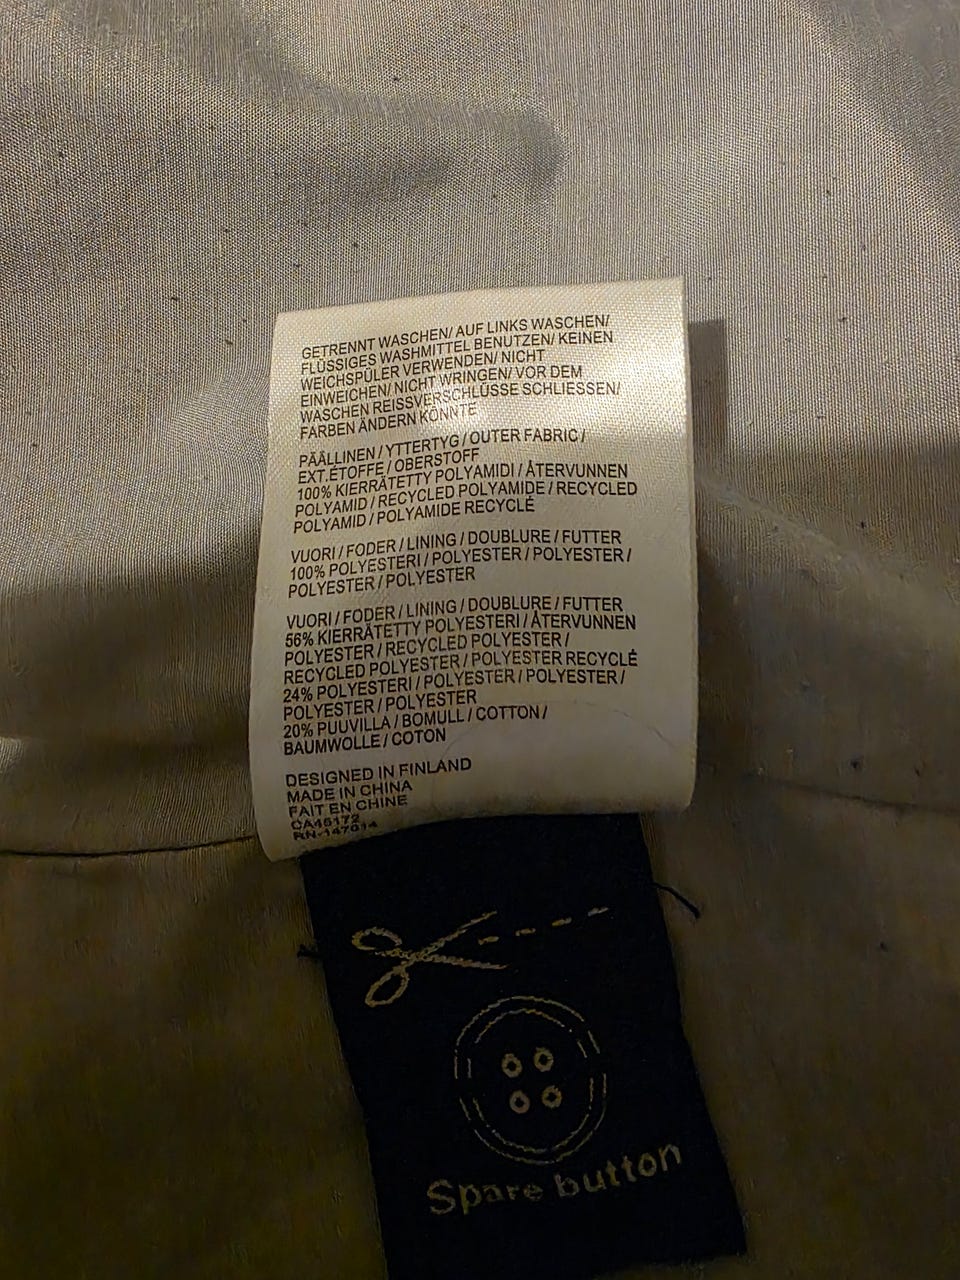 GETRENNT WASCHEN/ AUF LINKS WASCHEN/
FLÜSSIGES WASHMITTEL BENUTZEN/ KEINEN
WEICHSPÜLER VERWENDEN/ NICHT
EINWEICHEN/ NICHT WRINGEN/ VOR DEM
WASCHEN REISSVERSCHLÜSSE SCHLIESSEN/
FARBEN ÄNDERN KÖNNTE
PÄÄLLINEN / YTTERTYG / OUTER FABRIC /
EXT.ÉTOFFE / OBERSTOFF
100% KIERRÄTETTY POLYAMIDI / ÅTERVUNNEN
POLYAMID / RECYCLED POLYAMIDE / RECYCLED
POLYAMID / POLYAMIDE RECYCLÉ
VUORI / FODER / LINING / DOUBLURE / FUTTER
100% POLYESTERI / POLYESTER / POLYESTER /
POLYESTER / POLYESTER
VUORI / FODER / LINING / DOUBLURE / FUTTER
56% KIERRÄTETTY POLYESTERI / ÅTERVUNNEN
POLYESTER / RECYCLED POLYESTER /
RECYCLED POLYESTER / POLYESTER RECYCLÉ
24% POLYESTERI / POLYESTER / POLYESTER /
POLYESTER / POLYESTER
20% PUUVILLA / BOMULL / COTTON /
BAUMWOLLE / COTON
DESIGNED IN FINLAND
MADE IN CHINA
FAIT EN CHINE
CA46172
RN-147014
Spare button